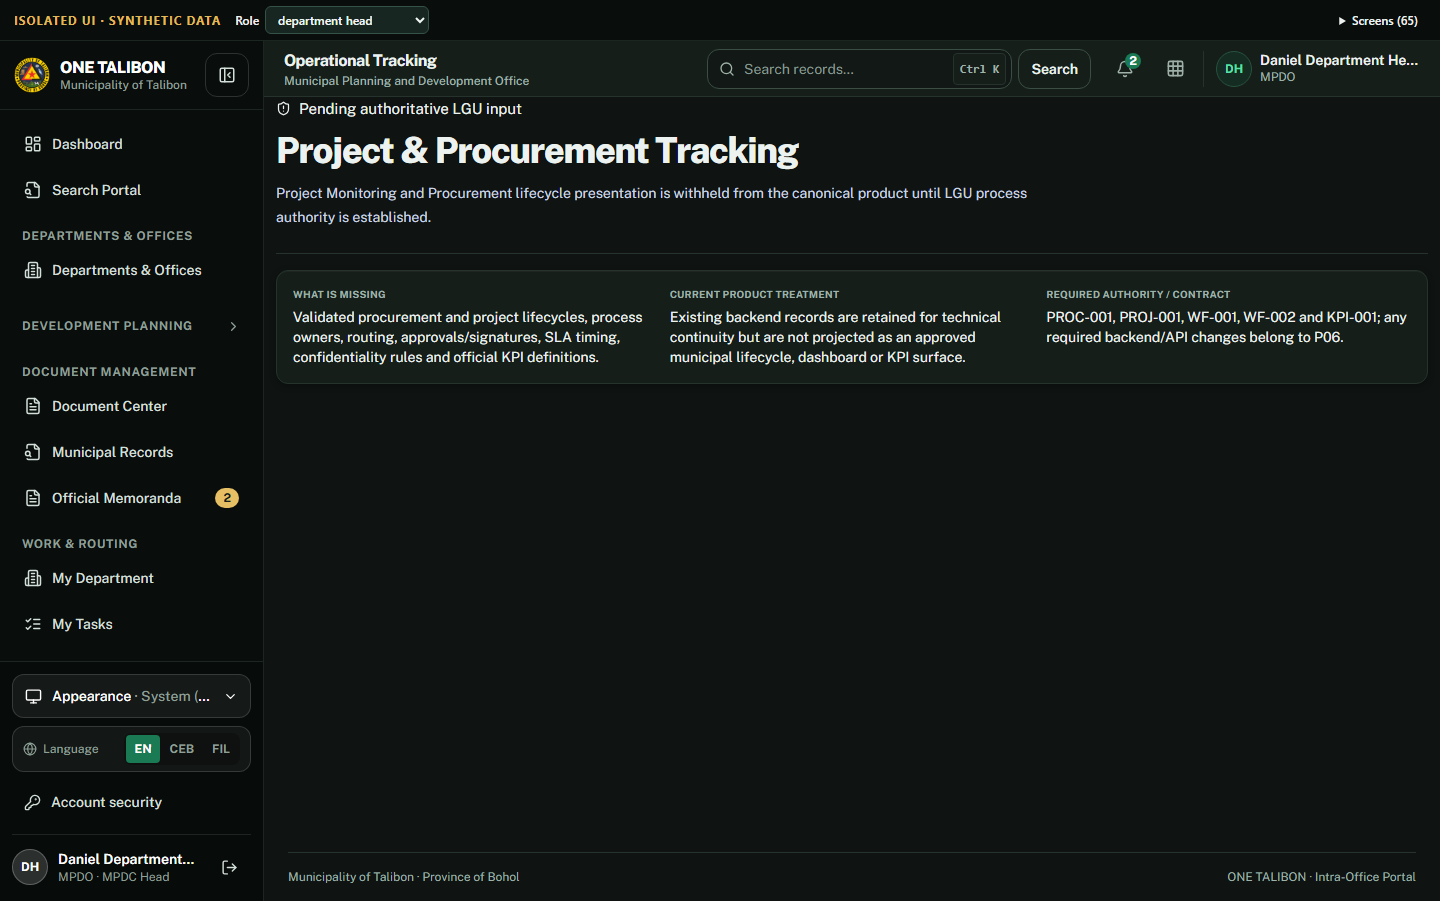 ISOLATED UI · SYNTHETIC DATA
Role
department head
Screens (65)
ONE TALIBON
Municipality of Talibon
Operational Tracking
Municipal Planning and Development Office
Search records...
Ctrl K
Search
2
DH
Daniel Department He...
MPDO
Dashboard
Search Portal
DEPARTMENTS & OFFICES
Departments & Offices
DEVELOPMENT PLANNING
DOCUMENT MANAGEMENT
Document Center
Municipal Records
Official Memoranda
2
WORK & ROUTING
My Department
My Tasks
Appearance · System (...
Language
EN
CEB
FIL
Account security
DH
Daniel Department...
MPDO · MPDC Head
Pending authoritative LGU input
Project & Procurement Tracking
Project Monitoring and Procurement lifecycle presentation is withheld from the canonical product until LGU process
authority is established.
WHAT IS MISSING
Validated procurement and project lifecycles, process
owners, routing, approvals/signatures, SLA timing,
confidentiality rules and official KPI definitions.
CURRENT PRODUCT TREATMENT
Existing backend records are retained for technical
continuity but are not projected as an approved
municipal lifecycle, dashboard or KPI surface.
REQUIRED AUTHORITY / CONTRACT
PROC-001, PROJ-001, WF-001, WF-002 and KPI-001; any
required backend/API changes belong to P06.
Municipality of Talibon · Province of Bohol
ONE TALIBON · Intra-Office Portal